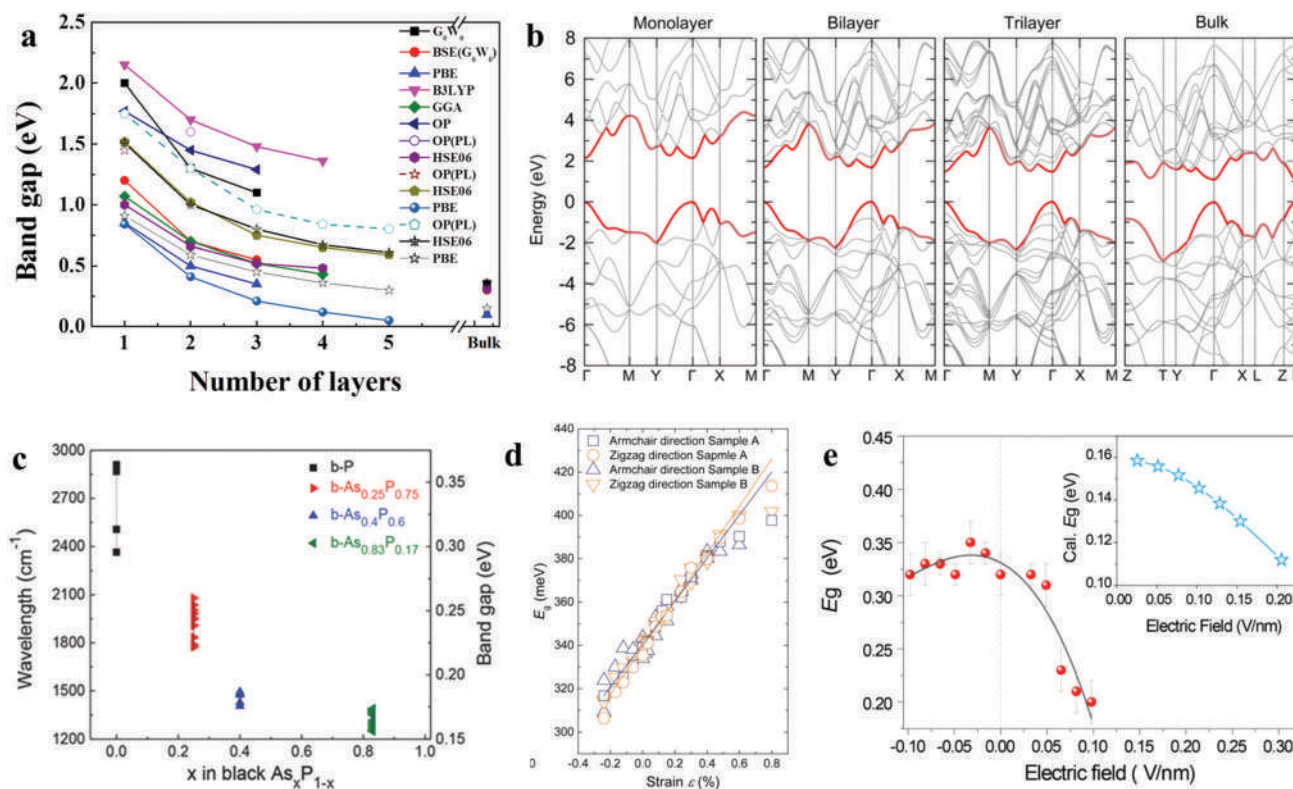 a
Band gap (eV)
2.5
2.0
1.5
1.0
0.5
0.0
G₀W₀
BSE(G₀W₀)
PBE
B3LYP
GGA
OP
OP(PL)
HSE06
OP(PL)
HSE06
PBE
OP(PL)
HSE06
PBE
1 2 3 4 5 Bulk
Number of layers
b
Monolayer Bilayer Trilayer Bulk
Energy (eV)
8
6
4
2
0
-2
-4
-6
-8
Γ M Y Γ X M Γ M Y Γ X M Γ M Y Γ X M Z T Y Γ X L Z
c
Wavelength (cm⁻¹)
3000
2700
2400
2100
1800
1500
1200
b-P
b-As₀.₂₅P₀.₇₅
b-As₀.₄P₀.₆
b-As₀.₈₃P₀.₁₇
0.35
0.30
0.25
0.20
0.15
Band gap (eV)
0.0 0.2 0.4 0.6 0.8 1.0
x in black AsₓP₁₋ₓ
d
Armchair direction Sample A
Zigzag direction Sapmle A
Armchair direction Sample B
Zigzag direction Sample B
E₉ (meV)
420
400
380
360
340
320
300
0
-0.4 -0.2 0.0 0.2 0.4 0.6 0.8
Strain ε (%)
e
Eg (eV)
0.45
0.40
0.35
0.30
0.25
0.20
-0.10 -0.05 0.00 0.05 0.10 0.15 0.20 0.25 0.30
Electric field ( V/nm)
Cal. Eg (eV)
0.16
0.14
0.12
0.10
0.00 0.05 0.10 0.15 0.20
Electric Field (V/nm)